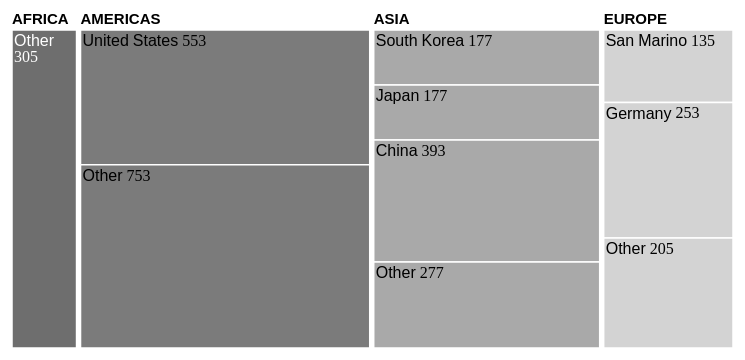 AFRICA
Other
305
AMERICAS
United States 553
Other 753
ASIA
South Korea 177
Japan 177
China 393
Other 277
EUROPE
San Marino 135
Germany 253
Other 205